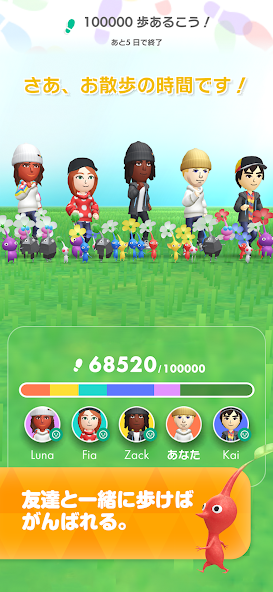 100000 歩あるこう！
あと5 日で終了
さあ、お散歩の時間です！
68520/100000
Luna Fia Zack あなた Kai
友達と一緒に歩けば
がんばれる。